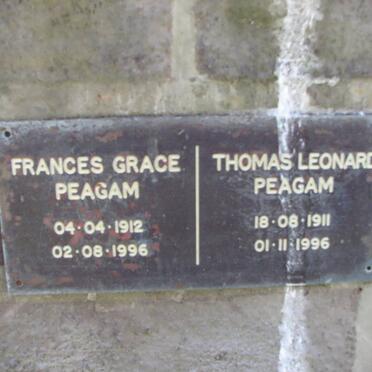 FRANCES GRACE
PEAGAM
04·04·1912
02·08·1996
THOMAS LEONARD
PEAGAM
18·08·1911
01·11·1996